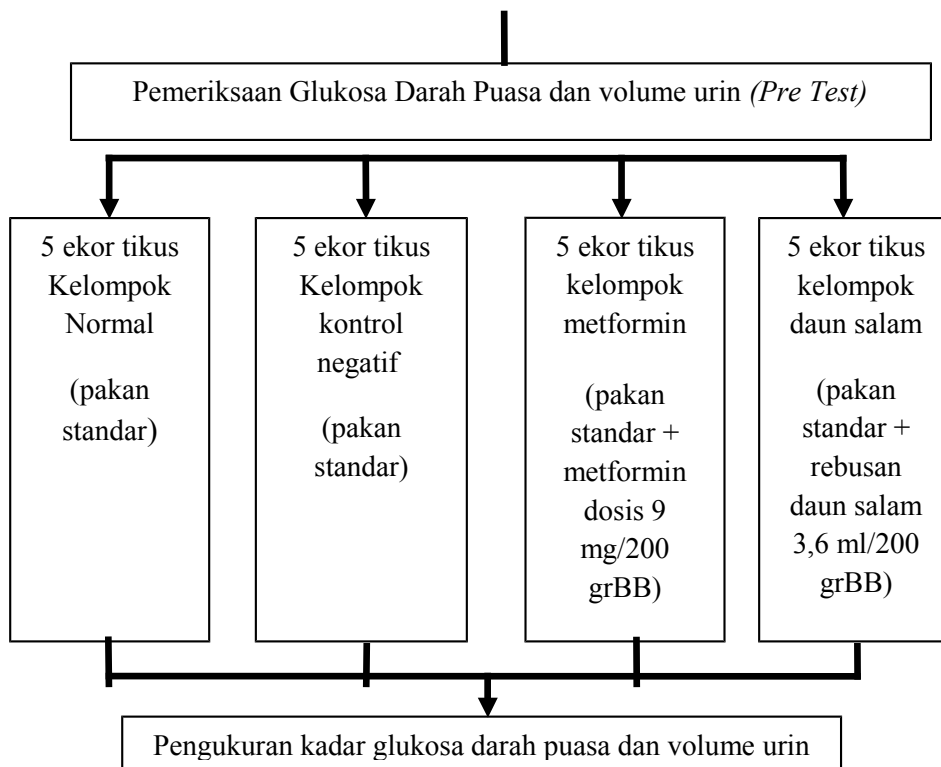 Pemeriksaan Glukosa Darah Puasa dan volume urin (Pre Test)
5 ekor tikus
Kelompok
Normal
(pakan
standar)
5 ekor tikus
Kelompok
kontrol
negatif
(pakan
standar)
5 ekor tikus
kelompok
metformin
(pakan
standar +
metformin
dosis 9
mg/200
grBB)
5 ekor tikus
kelompok
daun salam
(pakan
standar +
rebusan
daun salam
3,6 ml/200
grBB)
Pengukuran kadar glukosa darah puasa dan volume urin